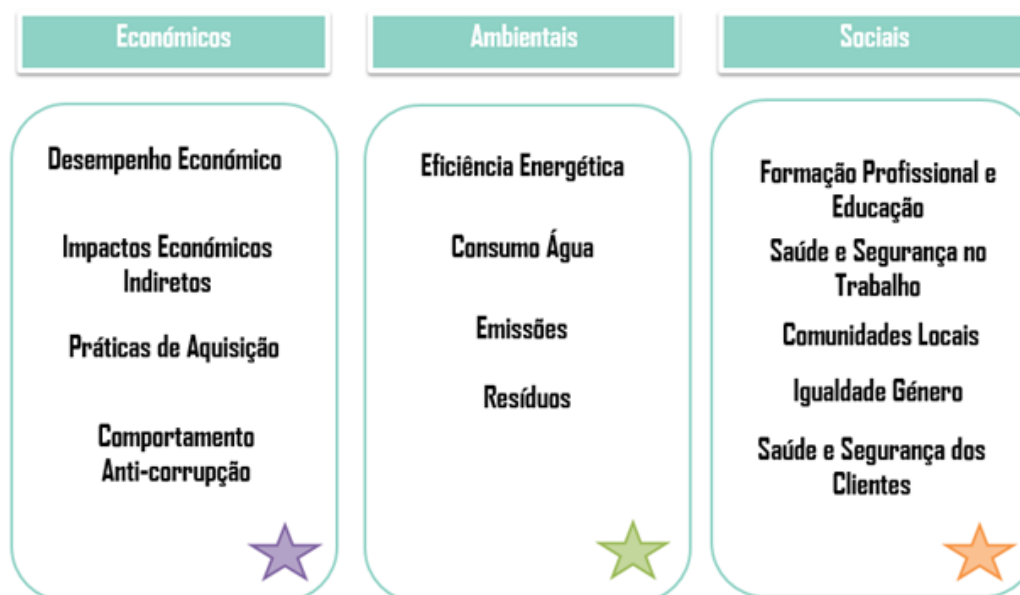 Económicos
Desempenho Económico
Impactos Económicos
Indiretos
Práticas de Aquisição
Comportamento
Anti-corrupção
Ambientais
Eficiência Energética
Consumo Água
Emissões
Resíduos
Sociais
Formação Profissional e
Educação
Saúde e Segurança no
Trabalho
Comunidades Locais
Igualdade Género
Saúde e Segurança dos
Clientes